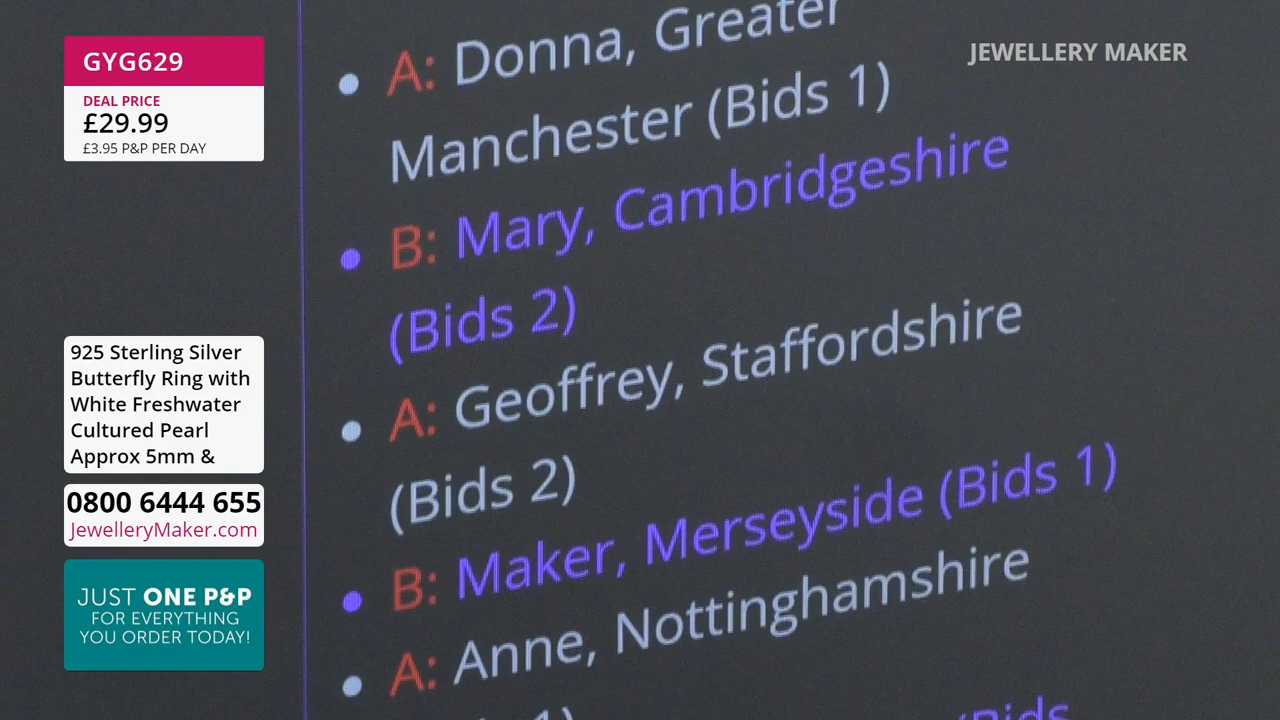 GYG629
DEAL PRICE
£29.99
£3.95 P&P PER DAY
925 Sterling Silver
Butterfly Ring with
White Freshwater
Cultured Pearl
Approx 5mm &
0800 6444 655
JewelleryMaker.com
JUST ONE P&P
FOR EVERYTHING
YOU ORDER TODAY!
JEWELLERY MAKER
A: Donna, Greater
Manchester (Bids 1)
B: Mary, Cambridgeshire
(Bids 2)
A: Geoffrey, Staffordshire
(Bids 2)
B: Maker, Merseyside (Bids 1)
A: Anne, Nottinghamshire
1)
(Bids